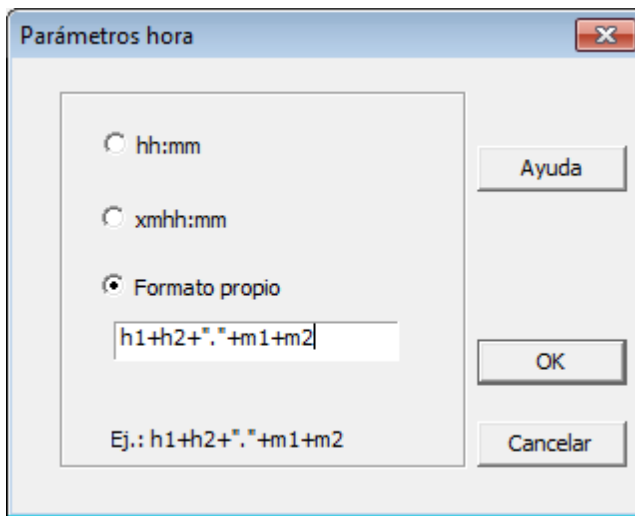 Parámetros hora
hh:mm
Ayuda
xmhh:mm
Formato propio
h1+h2+"."+m1+m2
OK
Ej.: h1+h2+"."+m1+m2
Cancelar